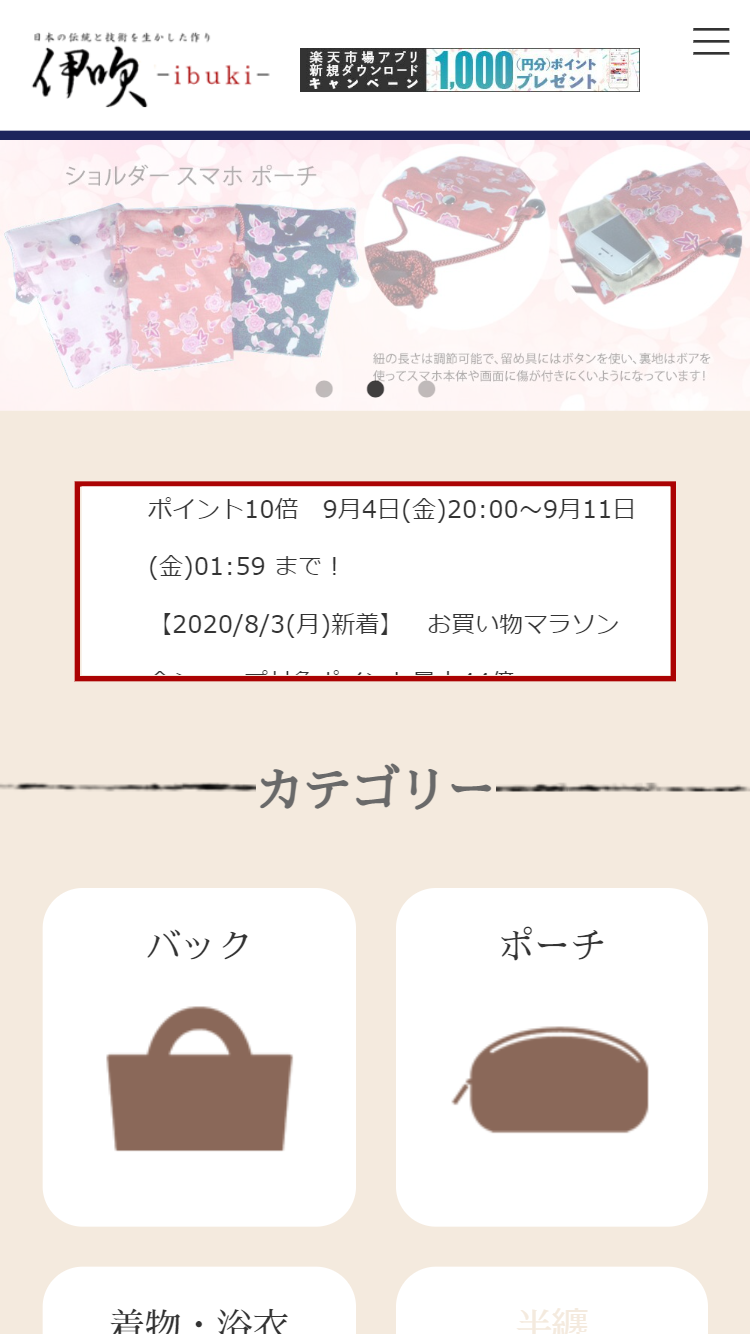 日本の伝統と技術を生かした作り
伊吹 -ibuki-
楽天市場アプリ
新規ダウンロード
キャンペーン
1,000(円分)ポイント
プレゼント
ショルダー スマホ ポーチ
紐の長さは調節可能で、留め具にはボタンを使い、裏地はボアを
使ってスマホ本体や画面に傷が付きにくいようになっています!
ポイント10倍　9月4日(金)20:00～9月11日
(金)01:59 まで！
【2020/8/3(月)新着】　お買い物マラソン
カテゴリー
バック
ポーチ
着物・浴衣
半纏